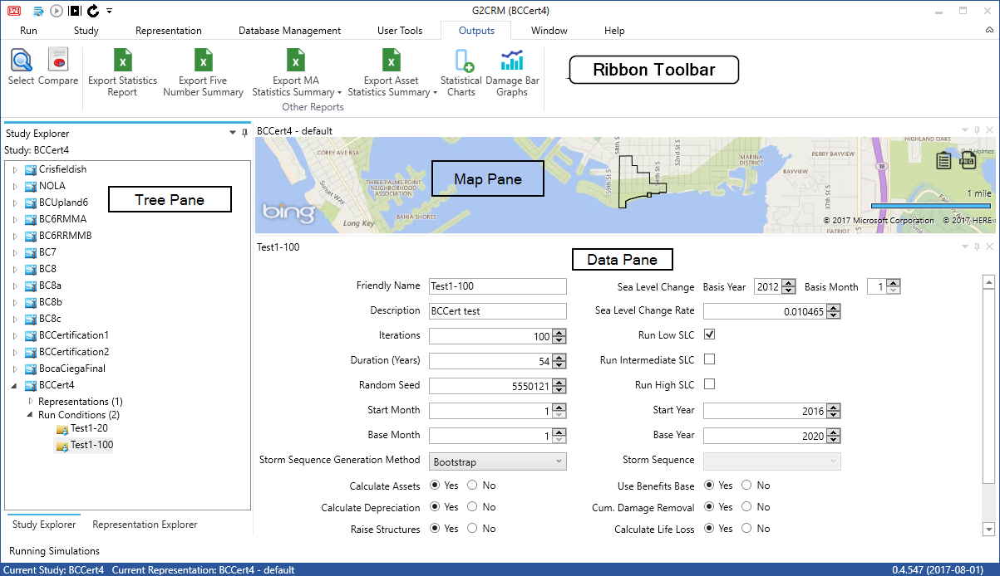 G2CRM (BCCert4)
Run Study Representation Database Management User Tools Outputs Window Help
Select Compare Export Statistics Report Export Five Number Summary Export MA Statistics Summary Export Asset Statistics Summary Statistical Charts Damage Bar Graphs
Other Reports
Ribbon Toolbar
Study Explorer
Study: BCCert4
Crisfieldish
NOLA
BCUpland6
BC6RMMA
BC6RRMMB
BC7
BC8
BC8a
BC8b
BC8c
BCCertification1
BCCertification2
BocaCiegaFinal
BCCert4
Representations (1)
Run Conditions (2)
Test1-20
Test1-100
Tree Pane
Study Explorer Representation Explorer
BCCert4 - default
Map Pane
COREY AVE BSA
Sunset Way
THREE PALMS POINT
NEIGHBORHOOD
ASSOCIATION
BAHIA SHORES
Long Key
bing
59th St S
58th St S
54th St S
52nd St S
MARINA
DISTRICT
PERRY BAYVIEW
BAYVIEW
37th St S
18
HIGHLAND OAKS
PNG
PATRIOT
1 mile
© 2017 Microsoft Corporation © 2017 HERE
Test1-100
Data Pane
Friendly Name Test1-100
Sea Level Change Basis Year 2012 Basis Month 1
Description BCCert test
Sea Level Change Rate 0.010465
Iterations 100
Run Low SLC
Duration (Years) 54
Run Intermediate SLC
Random Seed 5550121
Run High SLC
Start Month 1
Start Year 2016
Base Month 1
Base Year 2020
Storm Sequence Generation Method Bootstrap
Storm Sequence
Calculate Assets Yes No
Use Benefits Base Yes No
Calculate Depreciation Yes No
Cum. Damage Removal Yes No
Raise Structures Yes No
Calculate Life Loss Yes No
Running Simulations
Current Study: BCCert4 Current Representation: BCCert4 - default
0.4.547 (2017-08-01)